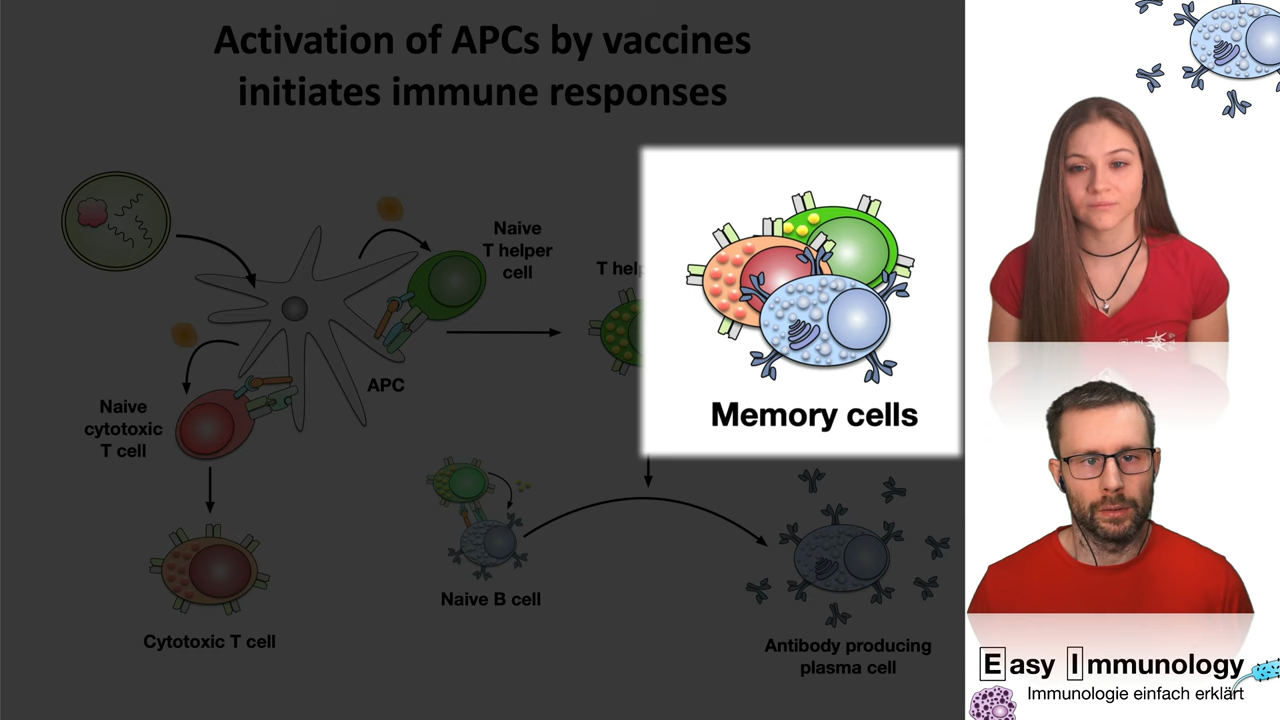 Activation of APCs by vaccines
initiates immune responses
Naive
T helper
cell
T hel
APC
Naive
cytotoxic
T cell
Memory cells
Naive B cell
Cytotoxic T cell
Antibody producing
plasma cell
Easy Immunology
Immunologie einfach erklärt